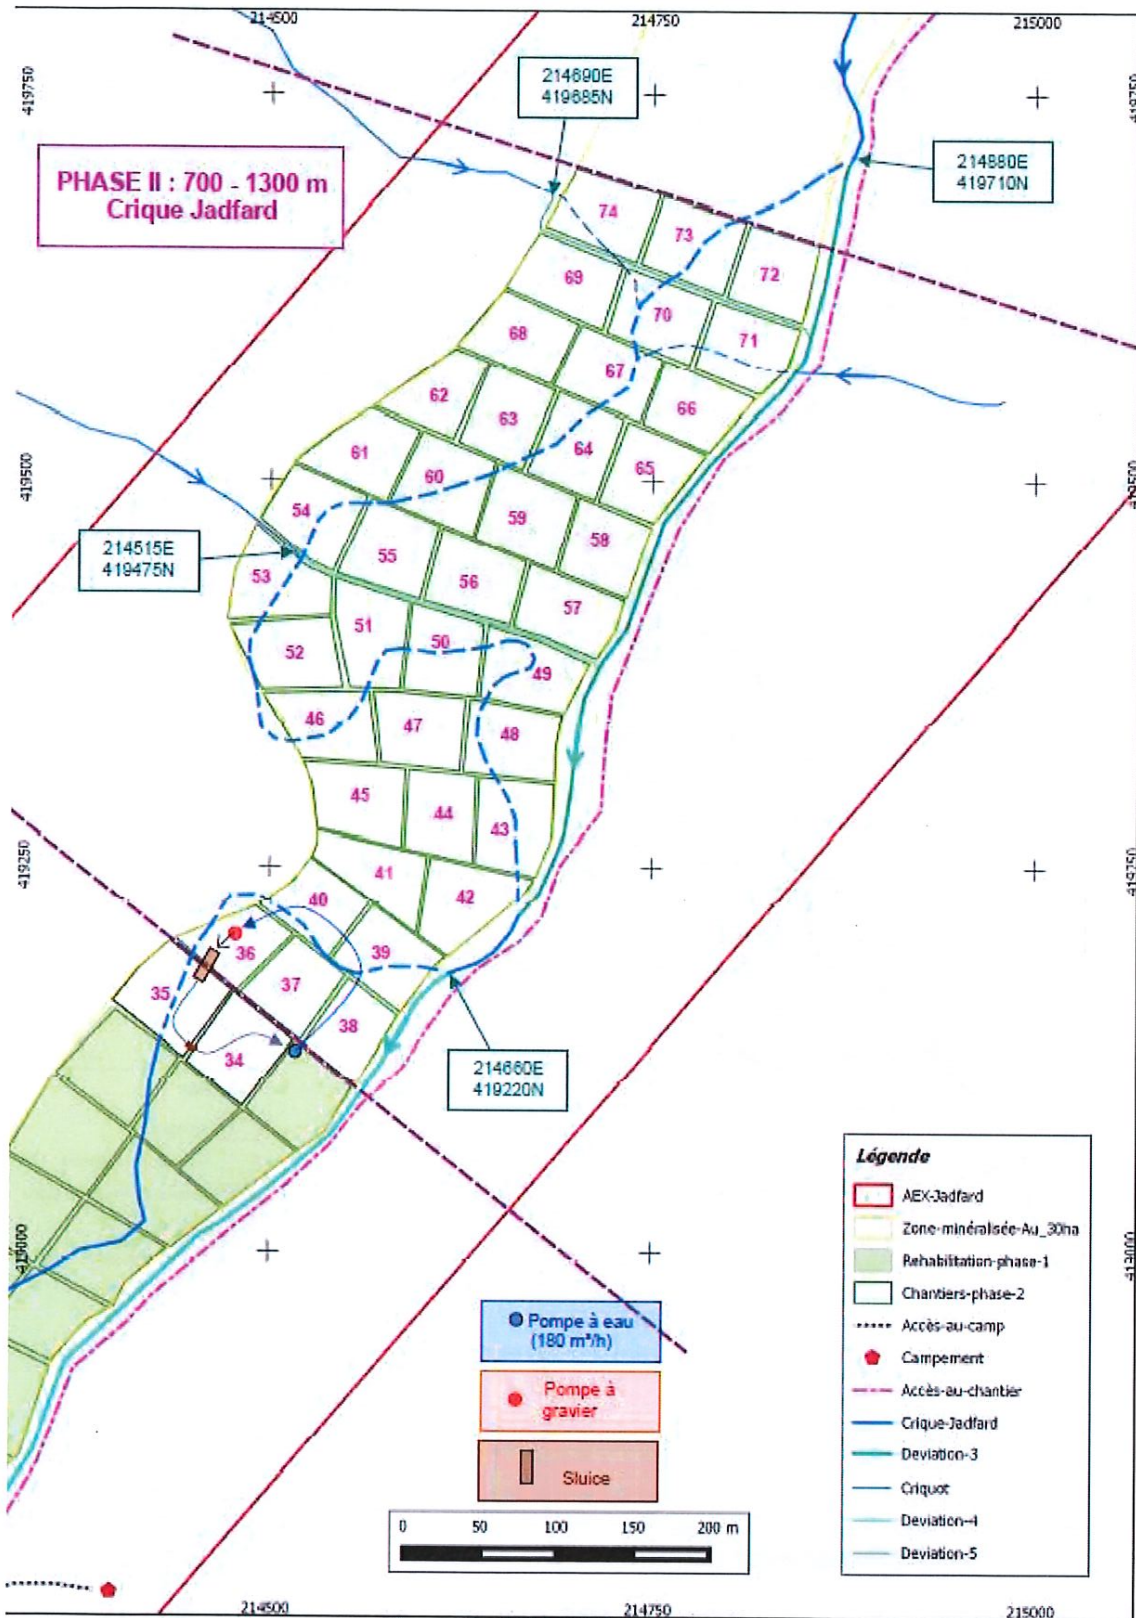 214500
214750
215000
419750
419750
214690E
419685N
214880E
419710N
PHASE II : 700 - 1300 m
Crique Jadfard
74
73
72
69
70
71
68
67
62
66
63
61
64
60
65
419500
419500
54
59
58
55
214515E
419475N
53
56
57
51
50
52
49
46
47
48
45
44
43
419250
419250
41
42
40
39
36
37
35
38
34
214660E
419220N
419000
419000
Légende
AEX-Jadfard
Zone-minéralisée-Au_30ha
Rehabilitation-phase-1
Chantiers-phase-2
Accès-au-camp
Campement
Accès-au-chantier
Crique-Jadfard
Deviation-3
Criquot
Deviation-4
Deviation-5
Pompe à eau
(180 m³/h)
Pompe à
gravier
Sluice
0 50 100 150 200 m
214500
214750
215000